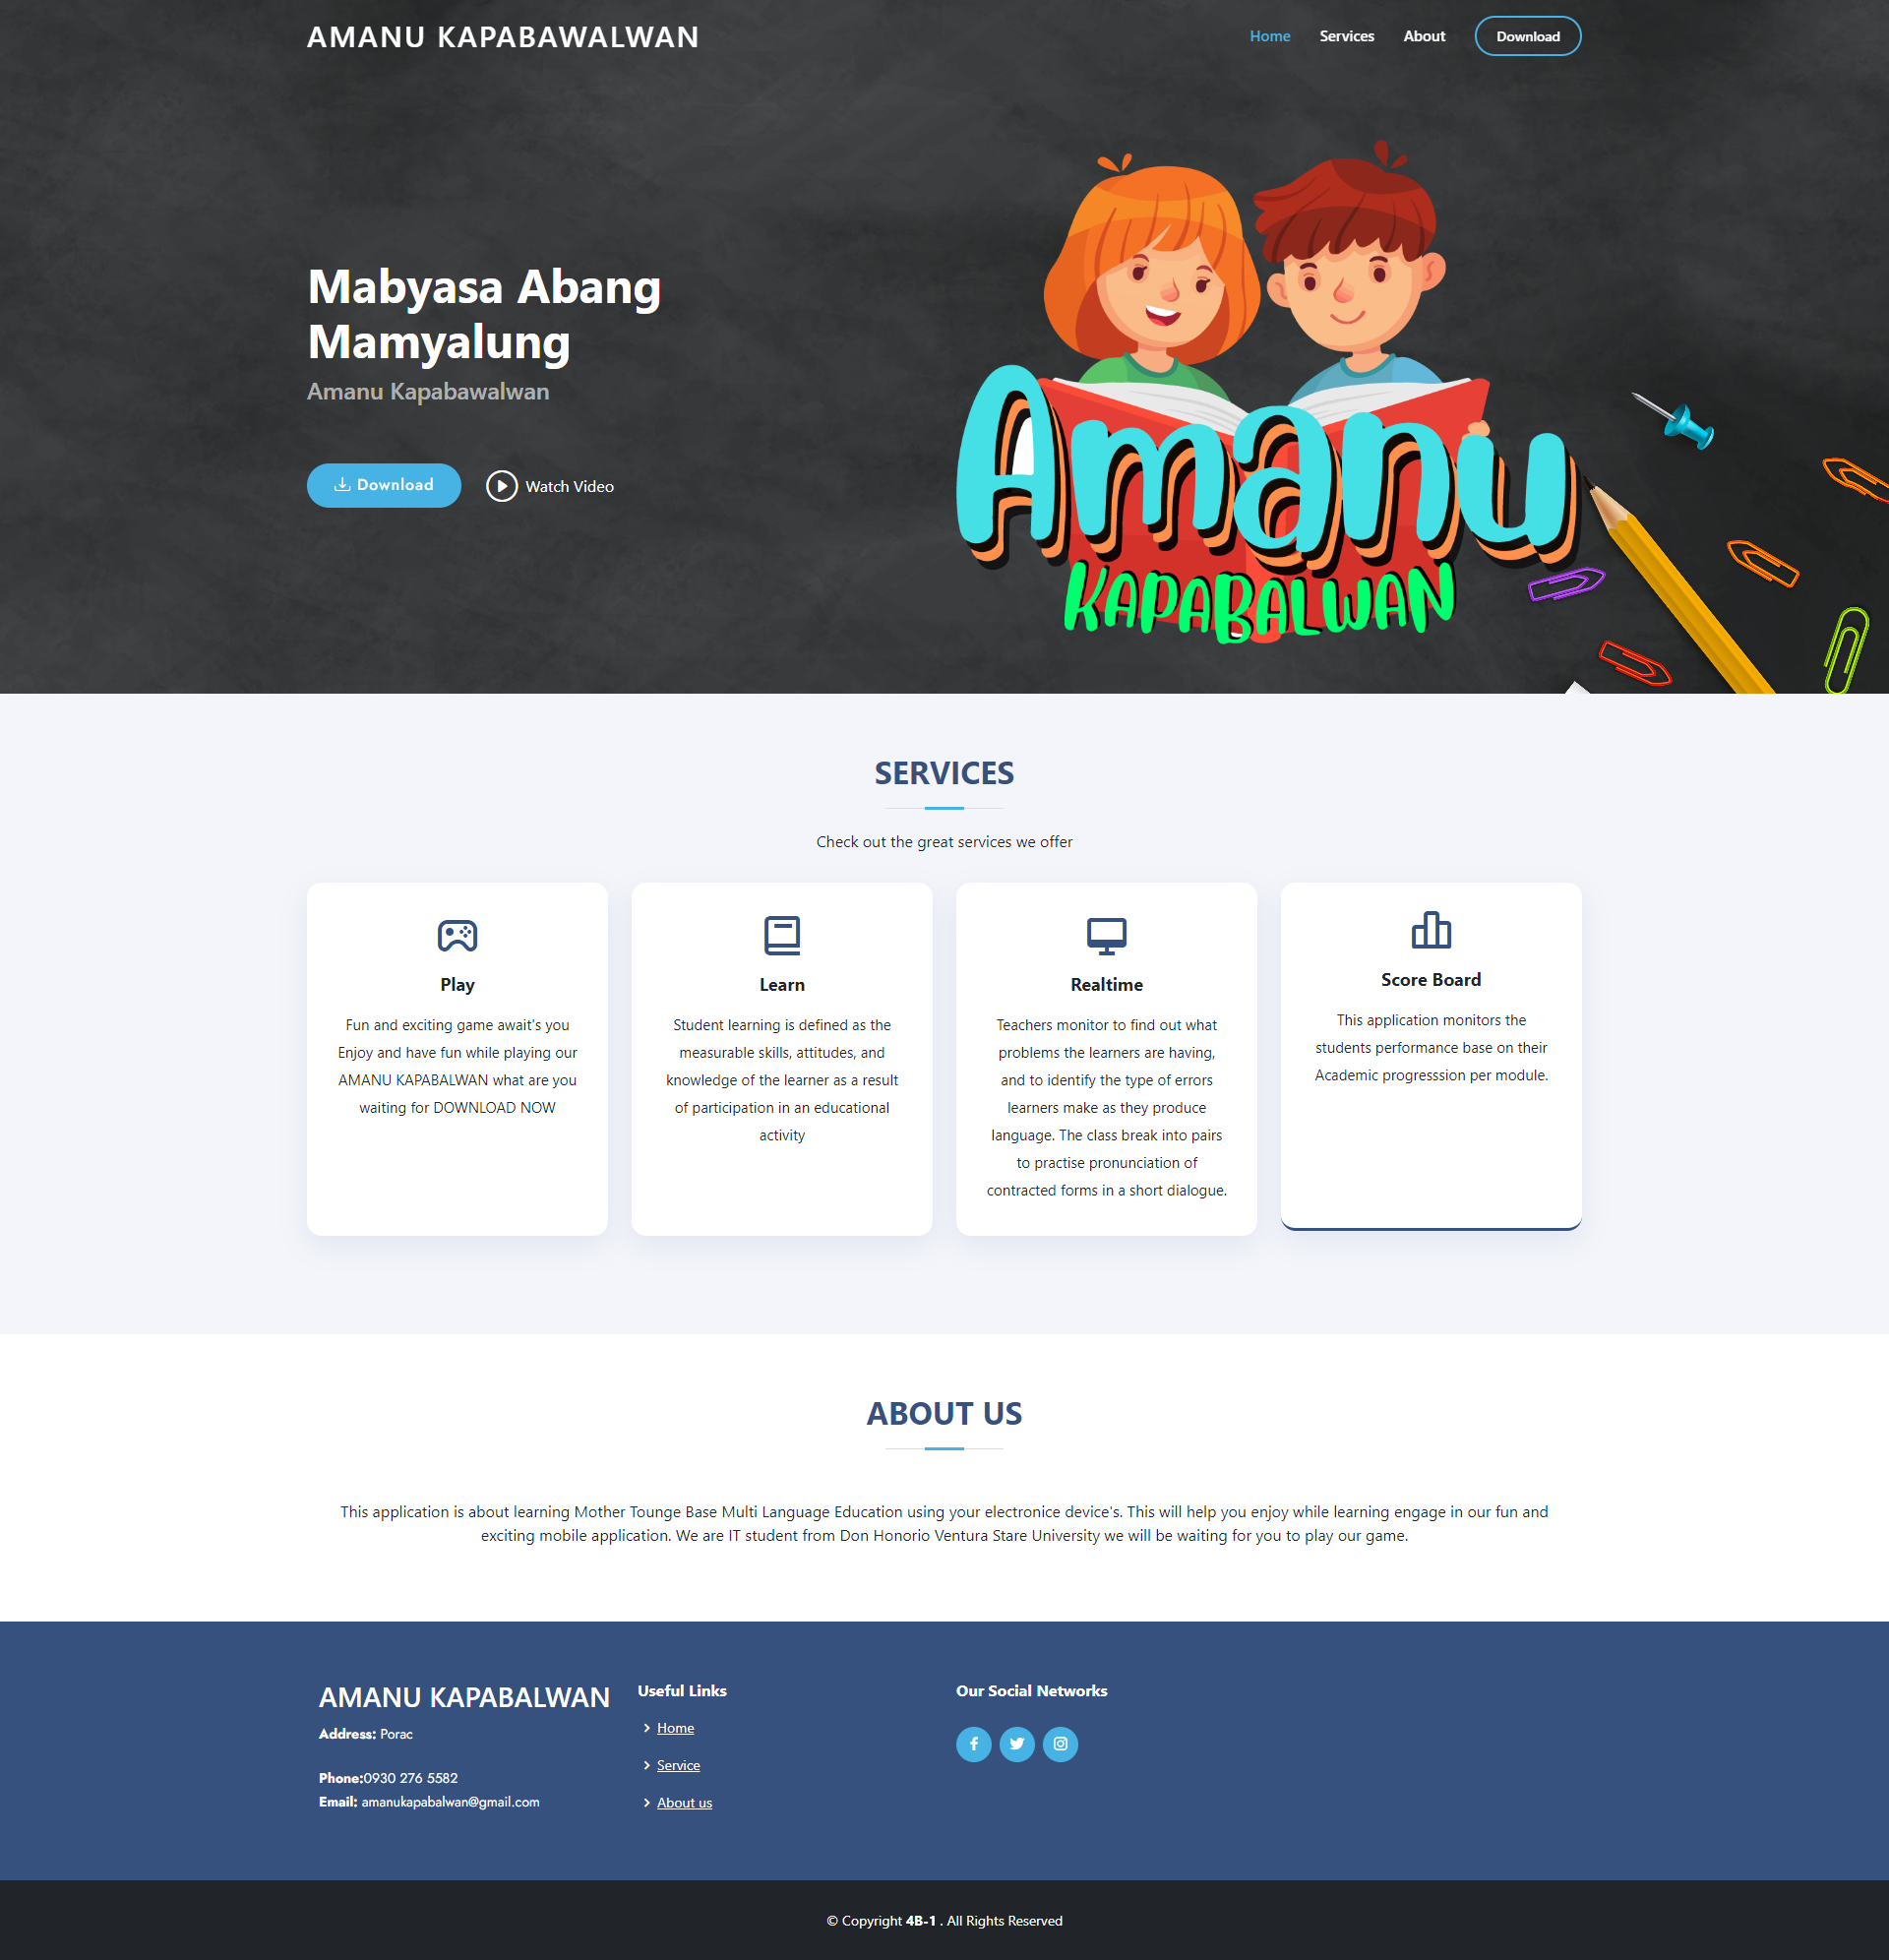 AMANU KAPABAWALWAN
Home
Services
About
Download
Mabyasa Abang
Mamyalung
Amanu Kapabawalwan
Download
Watch Video
Amanu
KAPABALWAN
SERVICES
Check out the great services we offer
Play
Fun and exciting game await's you
Enjoy and have fun while playing our
AMANU KAPABALWAN what are you
waiting for DOWNLOAD NOW
Learn
Student learning is defined as the
measurable skills, attitudes, and
knowledge of the learner as a result
of participation in an educational
activity
Realtime
Teachers monitor to find out what
problems the learners are having,
and to identify the type of errors
learners make as they produce
language. The class break into pairs
to practise pronunciation of
contracted forms in a short dialogue.
Score Board
This application monitors the
students performance base on their
Academic progresssion per module.
ABOUT US
This application is about learning Mother Tounge Base Multi Language Education using your electronice device's. This will help you enjoy while learning engage in our fun and
exciting mobile application. We are IT student from Don Honorio Ventura Stare University we will be waiting for you to play our game.
AMANU KAPABALWAN
Address: Porac
Phone:0930 276 5582
Email: amanukapabalwan@gmail.com
Useful Links
Home
Service
About us
Our Social Networks
© Copyright 4B-1 . All Rights Reserved